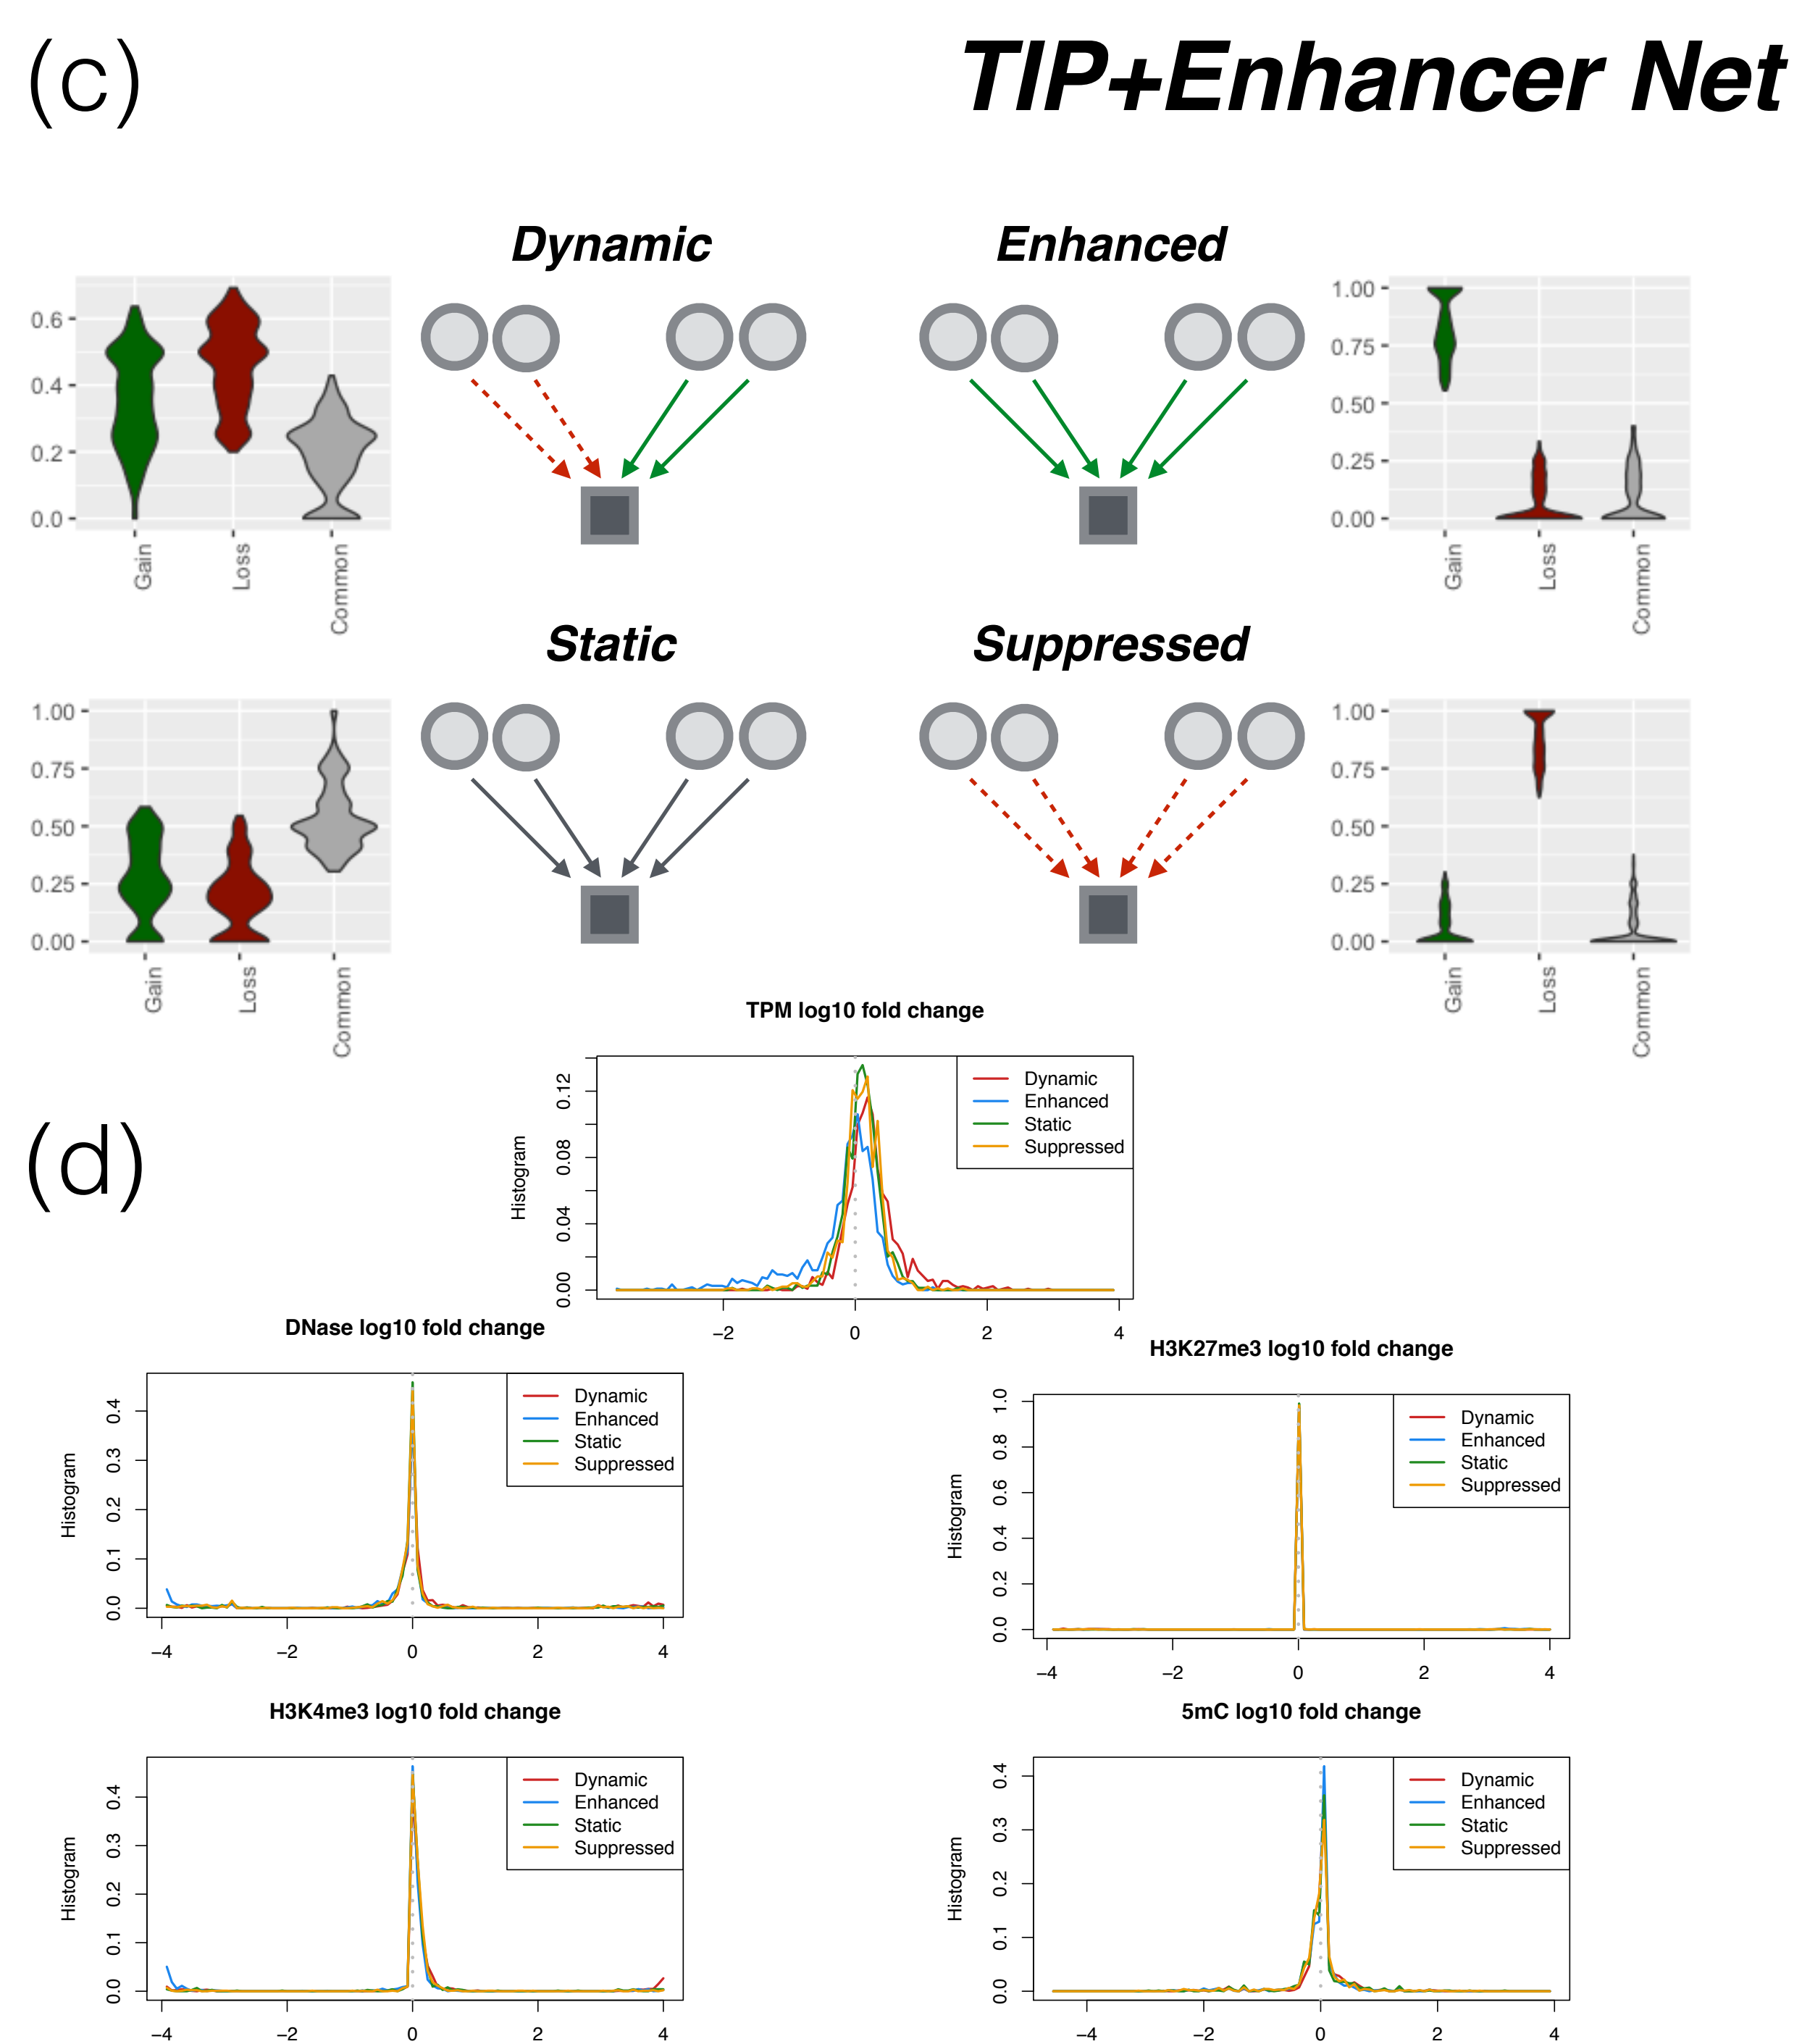 (c)
TIP+Enhancer Net
Dynamic
Enhanced
0.6
0.4
0.2
0.0
Gain
Loss
Common
1.00
0.75
0.50
0.25
0.00
Gain
Loss
Common
Static
Suppressed
1.00
0.75
0.50
0.25
0.00
Gain
Loss
Common
1.00
0.75
0.50
0.25
0.00
Gain
Loss
Common
(d)
TPM log10 fold change
Histogram
0.00 0.04 0.08 0.12
Dynamic
Enhanced
Static
Suppressed
−2 0 2 4
DNase log10 fold change
Histogram
0.0 0.1 0.2 0.3 0.4
Dynamic
Enhanced
Static
Suppressed
−4 −2 0 2 4
H3K27me3 log10 fold change
Histogram
0.0 0.2 0.4 0.6 0.8 1.0
Dynamic
Enhanced
Static
Suppressed
−4 −2 0 2 4
H3K4me3 log10 fold change
Histogram
0.0 0.1 0.2 0.3 0.4
Dynamic
Enhanced
Static
Suppressed
−4 −2 0 2 4
5mC log10 fold change
Histogram
0.0 0.1 0.2 0.3 0.4
Dynamic
Enhanced
Static
Suppressed
−4 −2 0 2 4